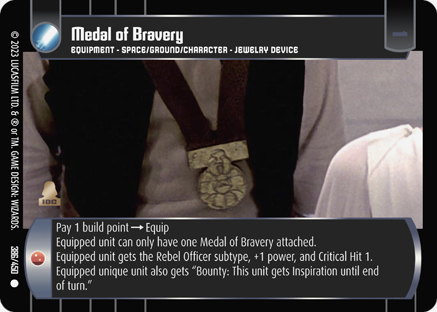 Medal of Bravery
EQUIPMENT - SPACE/GROUND/CHARACTER - JEWELRY DEVICE
© 2023 LUCASFILM LTD. & ® or TM. GAME DESIGN: WIZARDS.
IDC
Pay 1 build point → Equip
Equipped unit can only have one Medal of Bravery attached.
Equipped unit gets the Rebel Officer subtype, +1 power, and Critical Hit 1.
Equipped unique unit also gets “Bounty: This unit gets Inspiration until end
of turn.”